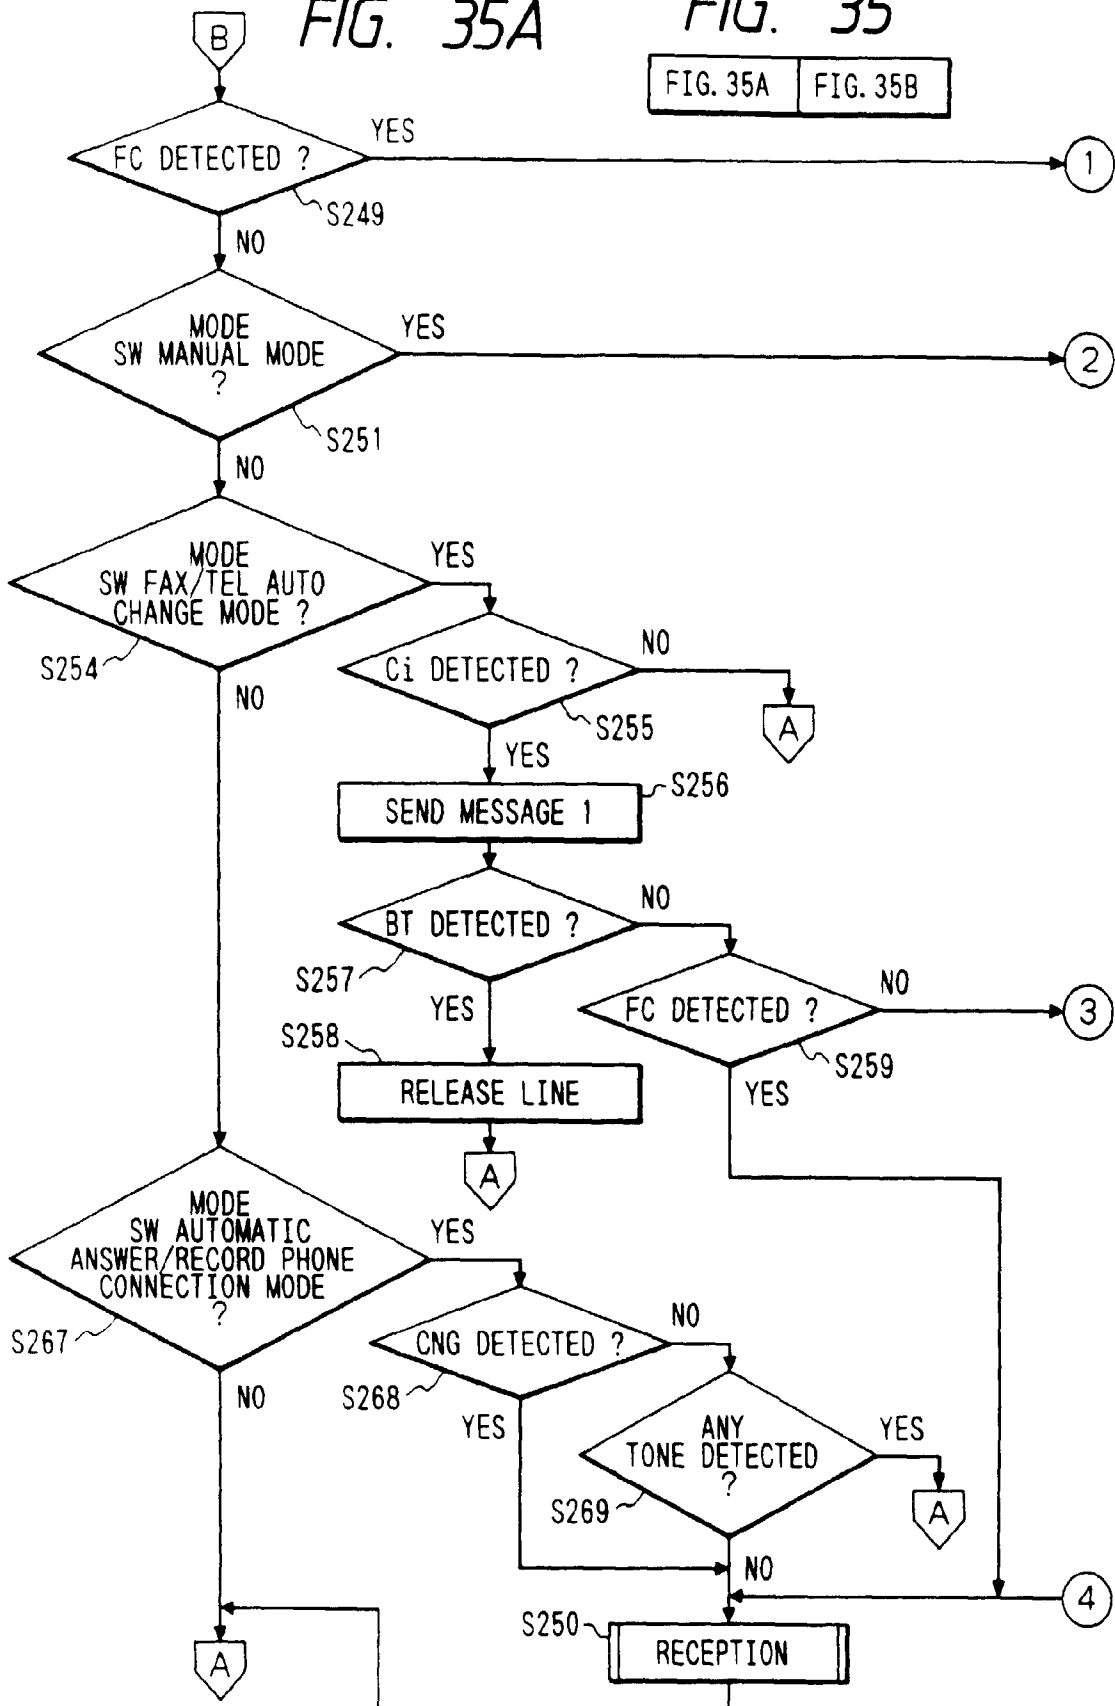 FIG. 35A
FIG. 35
FIG. 35A
FIG. 35B
B
FC DETECTED ?
YES
1
S249
NO
MODE
SW MANUAL MODE
?
YES
2
S251
NO
MODE
SW FAX/TEL AUTO
CHANGE MODE ?
YES
S254
NO
Ci DETECTED ?
NO
A
S255
YES
SEND MESSAGE 1
S256
BT DETECTED ?
NO
S257
YES
FC DETECTED ?
NO
3
S259
YES
S258
RELEASE LINE
A
MODE
SW AUTOMATIC
ANSWER/RECORD PHONE
CONNECTION MODE
?
YES
S267
NO
CNG DETECTED ?
NO
S268
YES
ANY
TONE DETECTED
?
YES
A
S269
NO
4
S250
RECEPTION
A